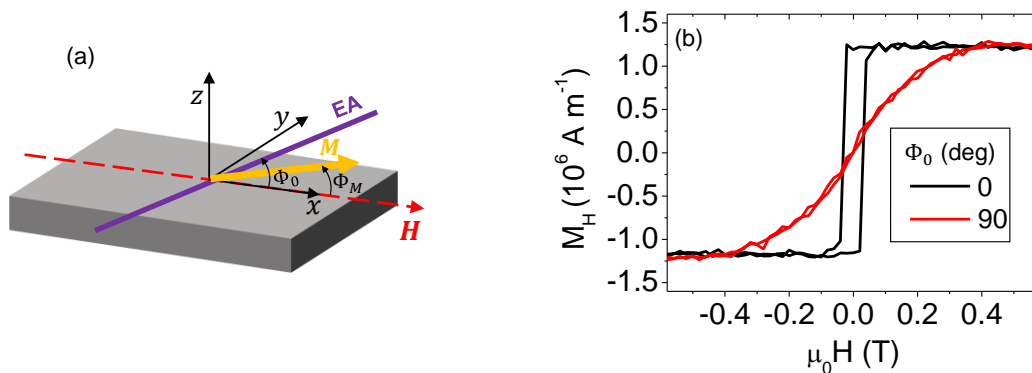 (a)
z
y
EA
M
Φ0
ΦM
x
H
(b)
MH (10^6 A m^-1)
1.5
1.0
0.5
0.0
-0.5
-1.0
-1.5
Φ0 (deg)
0
90
-0.4 -0.2 0.0 0.2 0.4
μ0H (T)